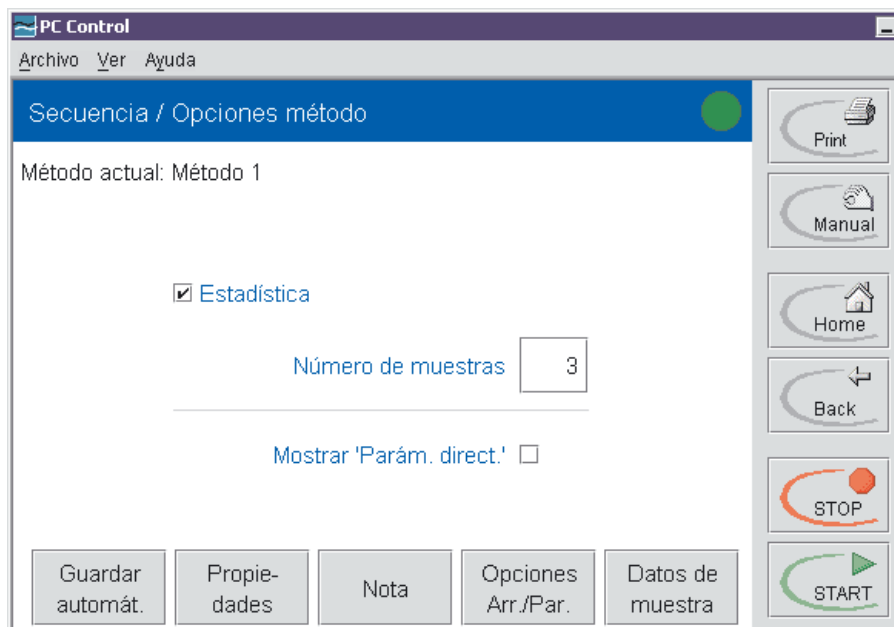 PC Control
Archivo Ver Ayuda
Secuencia / Opciones método
Método actual: Método 1
Estadística
Número de muestras 3
Mostrar 'Parám. direct.'
Guardar
automát.
Propie-
dades
Nota
Opciones
Arr./Par.
Datos de
muestra
Print
Manual
Home
Back
STOP
START